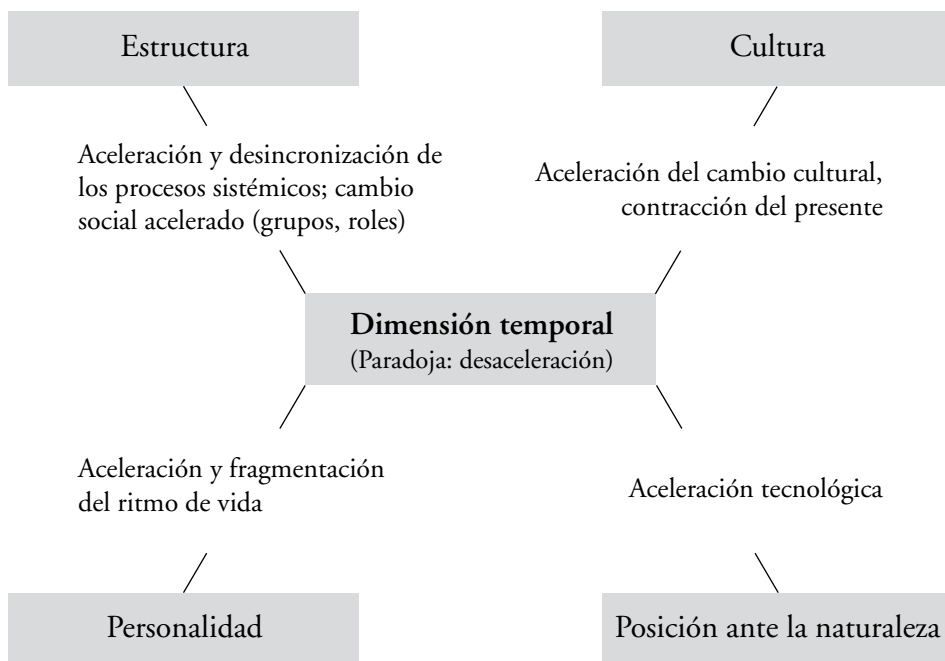 Estructura
Cultura
Aceleración y desincronización de
los procesos sistémicos; cambio
social acelerado (grupos, roles)
Aceleración del cambio cultural,
contracción del presente
Dimensión temporal
(Paradoja: desaceleración)
Aceleración y fragmentación
del ritmo de vida
Aceleración tecnológica
Personalidad
Posición ante la naturaleza